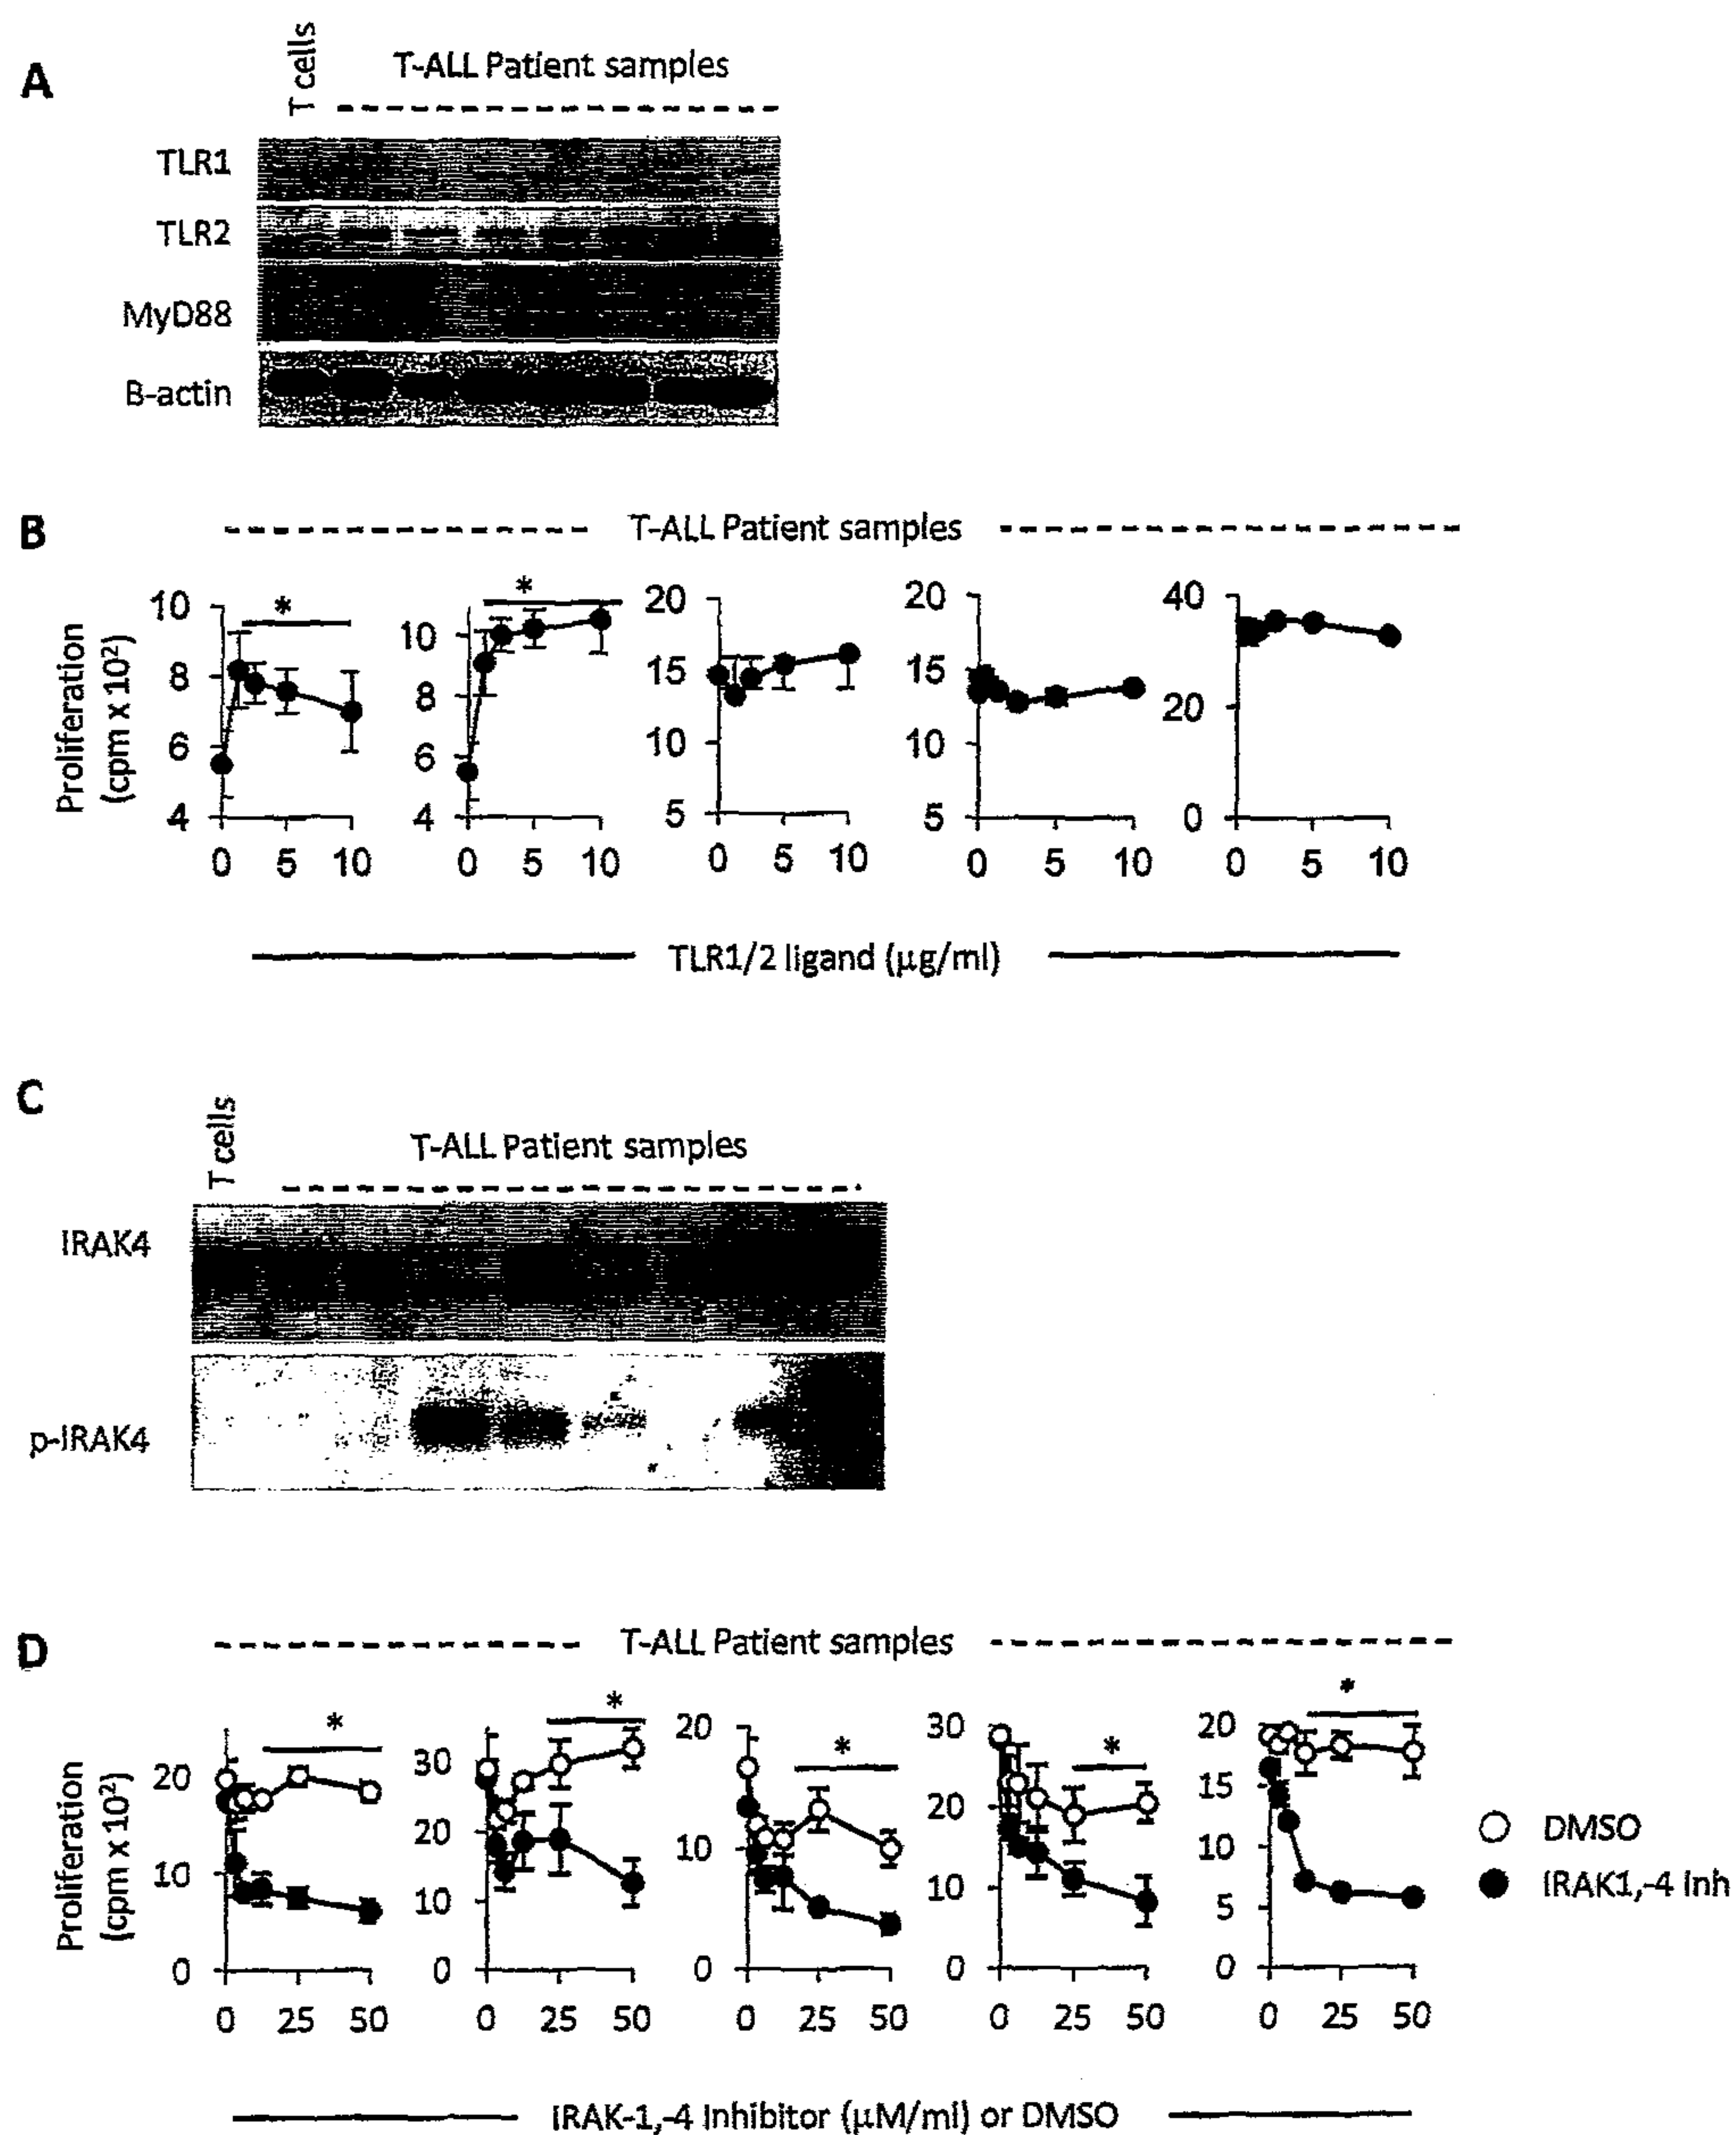 A
T cells
T-ALL Patient samples
TLR1
TLR2
MyD88
B-actin
B
T-ALL Patient samples
Proliferation
(cpm x 10²)
10
8
6
4
0 5 10
*
10
8
6
4
0 5 10
*
20
15
10
5
0 5 10
20
15
10
5
0 5 10
40
20
0
0 5 10
TLR1/2 ligand (µg/ml)
C
T cells
T-ALL Patient samples
IRAK4
p-IRAK4
D
T-ALL Patient samples
Proliferation
(cpm x 10²)
20
10
0
0 25 50
*
30
20
10
0
0 25 50
*
20
10
0
0 25 50
*
30
20
10
0
0 25 50
*
20
15
10
5
0
0 25 50
*
DMSO
IRAK1,-4 Inh
IRAK-1,-4 Inhibitor (µM/ml) or DMSO